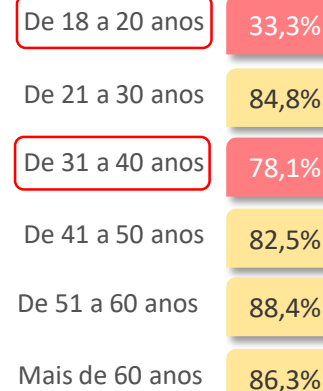 De 18 a 20 anos 33,3%
De 21 a 30 anos 84,8%
De 31 a 40 anos 78,1%
De 41 a 50 anos 82,5%
De 51 a 60 anos 88,4%
Mais de 60 anos 86,3%